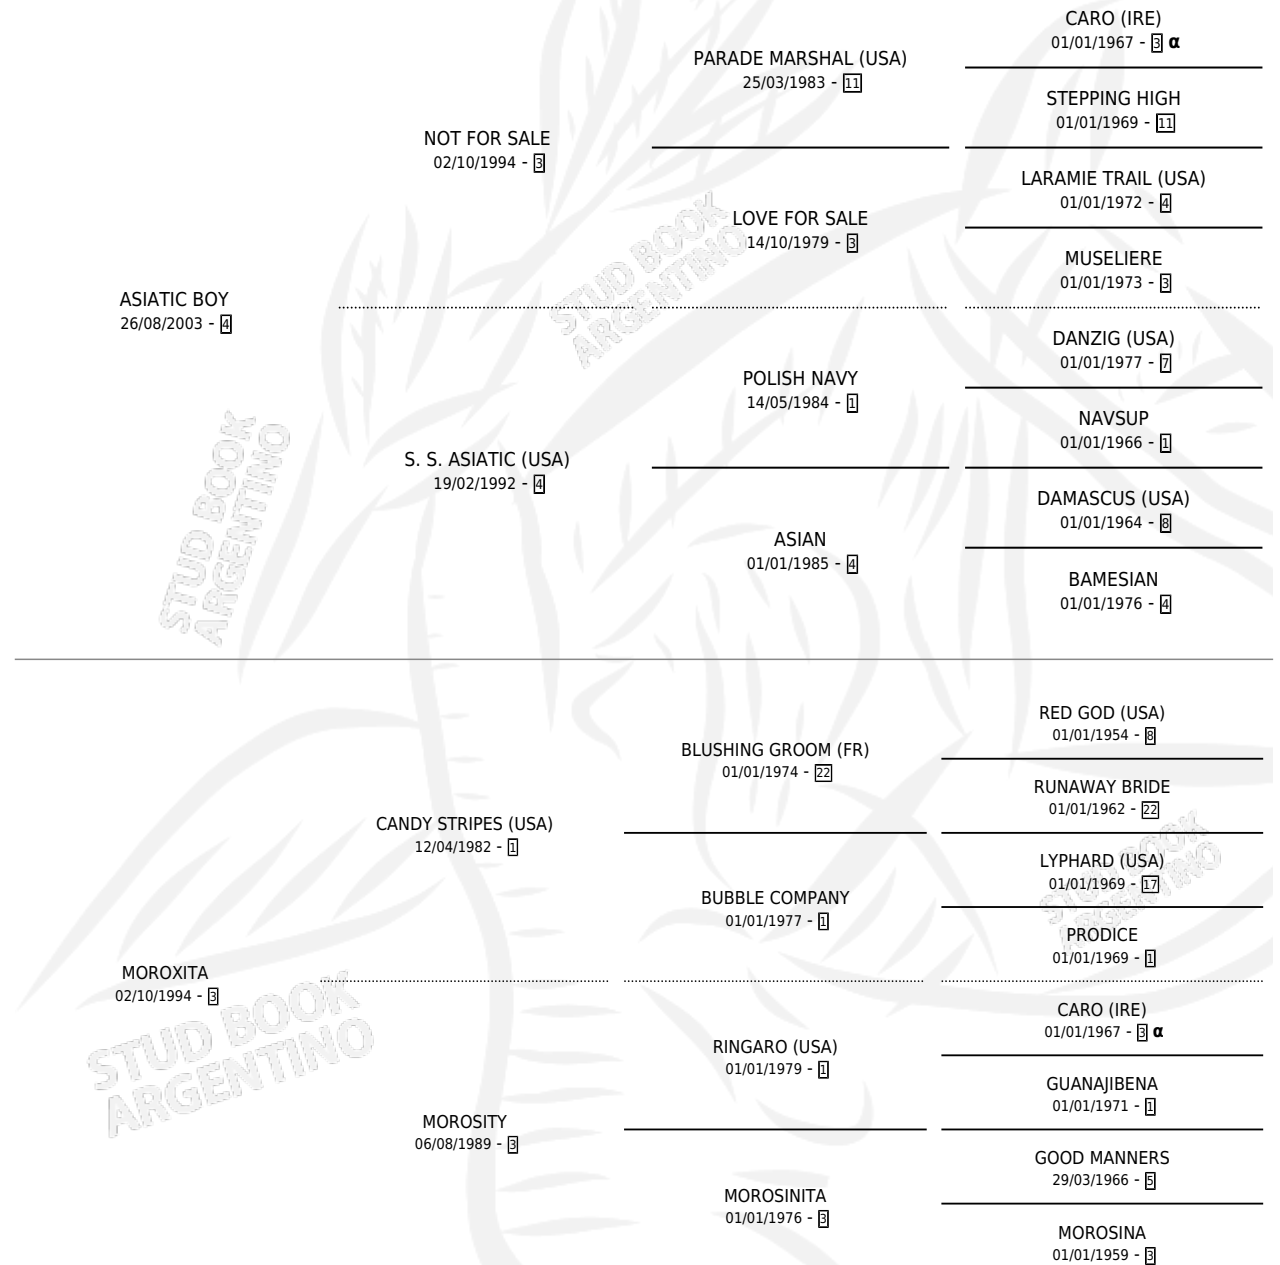 CARO (IRE)
01/01/1967 - 3 α
PARADE MARSHAL (USA)
25/03/1983 - 11
STEPPING HIGH
01/01/1969 - 11
NOT FOR SALE
02/10/1994 - 3
LARAMIE TRAIL (USA)
01/01/1972 - 4
LOVE FOR SALE
14/10/1979 - 3
MUSELIERE
01/01/1973 - 3
ASIATIC BOY
26/08/2003 - 4
DANZIG (USA)
01/01/1977 - 7
POLISH NAVY
14/05/1984 - 1
NAVSUP
01/01/1966 - 1
S. S. ASIATIC (USA)
19/02/1992 - 4
DAMASCUS (USA)
01/01/1964 - 8
ASIAN
01/01/1985 - 4
BAMESIAN
01/01/1976 - 4
STUD BOOK
ARGENTINO
STUD BOOK
ARGENTINO
RED GOD (USA)
01/01/1954 - 8
BLUSHING GROOM (FR)
01/01/1974 - 22
RUNAWAY BRIDE
01/01/1962 - 22
CANDY STRIPES (USA)
12/04/1982 - 1
LYPHARD (USA)
01/01/1969 - 17
BUBBLE COMPANY
01/01/1977 - 1
PRODICE
01/01/1969 - 1
MOROXITA
02/10/1994 - 3
CARO (IRE)
01/01/1967 - 3 α
RINGARO (USA)
01/01/1979 - 1
GUANAJIBENA
01/01/1971 - 1
MOROSITY
06/08/1989 - 3
GOOD MANNERS
29/03/1966 - 5
MOROSINITA
01/01/1976 - 3
MOROSINA
01/01/1959 - 3
STUD BOOK
ARGENTINO
STUD BOOK
ARGENTINO